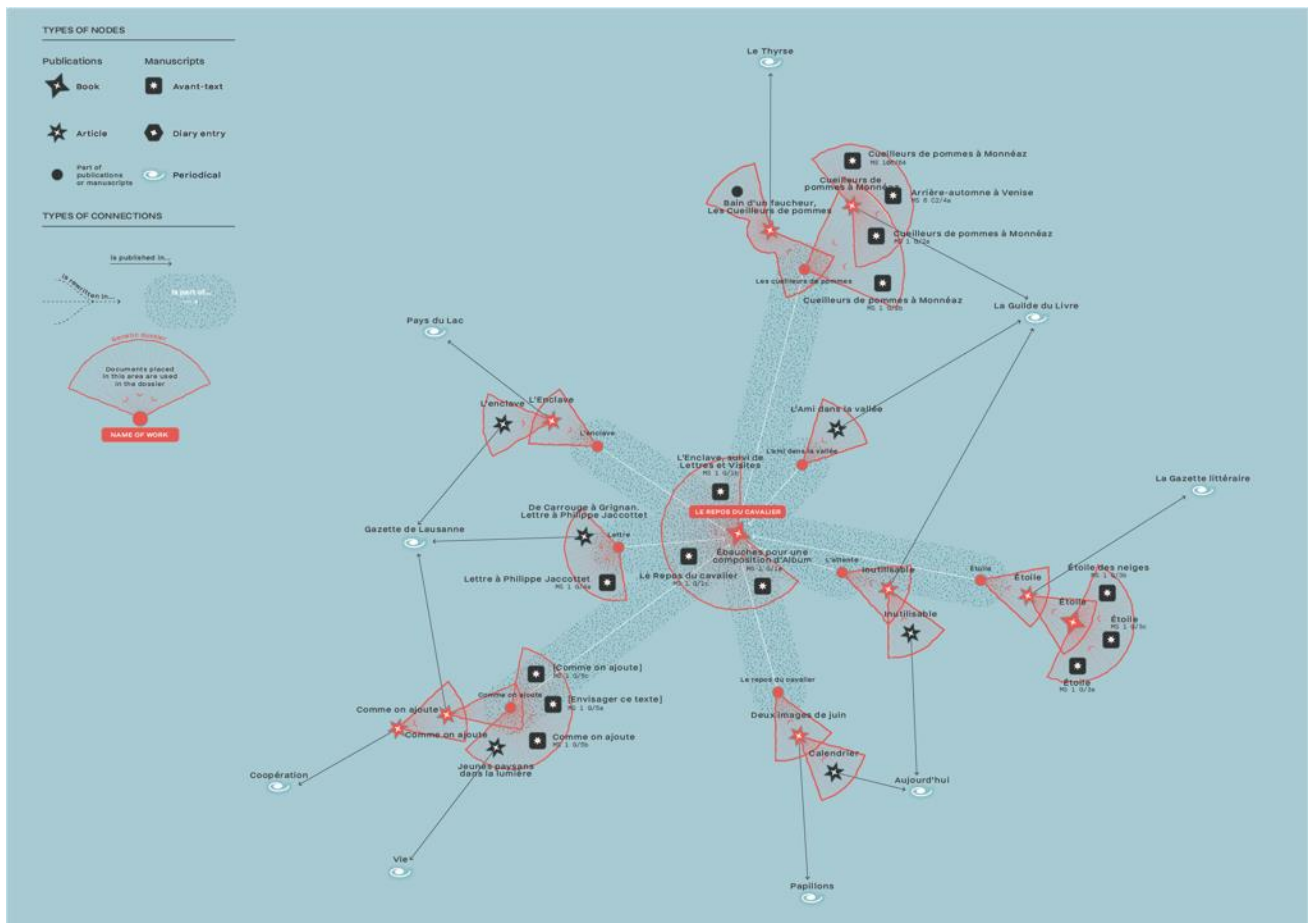 TYPES OF NODES
Publications
Manuscripts
Book
Avant-text
Article
Diary entry
Part of
publications
or manuscripts
Periodical
TYPES OF CONNECTIONS
is published in...
is rewritten in...
is part of...
Documents placed
in this area are used
in the dossier
NAME OF WORK
Le Thyrse
Cueilleurs de pommes à Monnéaz
Cueilleurs de
pommes à Monnéaz
Arrière-automne à Venise
Bain d'un faucheur,
Les Cueilleurs de pommes
Cueilleurs de pommes à Monnéaz
Les cueilleurs de pommes
Cueilleurs de pommes à Monnéaz
La Guilde du Livre
Pays du Lac
L'enclave
L'Enclave
L'enclave
L'Ami dans la vallée
L'ami dans la vallée
L'Enclave, suivi de
Lettres et Visites
MS 1 G/1b
La Gazette littéraire
LE REPOS DU CAVALIER
De Carrouge à Grignan.
Lettre à Philippe Jaccottet
Gazette de Lausanne
Lettre
Ébauches pour une
composition d'Album
Le Repos du cavalier
Lettre à Philippe Jaccottet
L'attente
Inutilisable
Inutilisable
Étoile
Étoile
Étoile des neiges
Étoile
Étoile
Étoile
[Comme on ajoute]
[Envisager ce texte]
Comme on ajoute
Comme on ajoute
Comme on ajoute
Comme on ajoute
Jeunes paysans
dans la lumière
Le repos du cavalier
Deux images de juin
Calendrier
Coopération
Aujourd'hui
Vie
Papillons